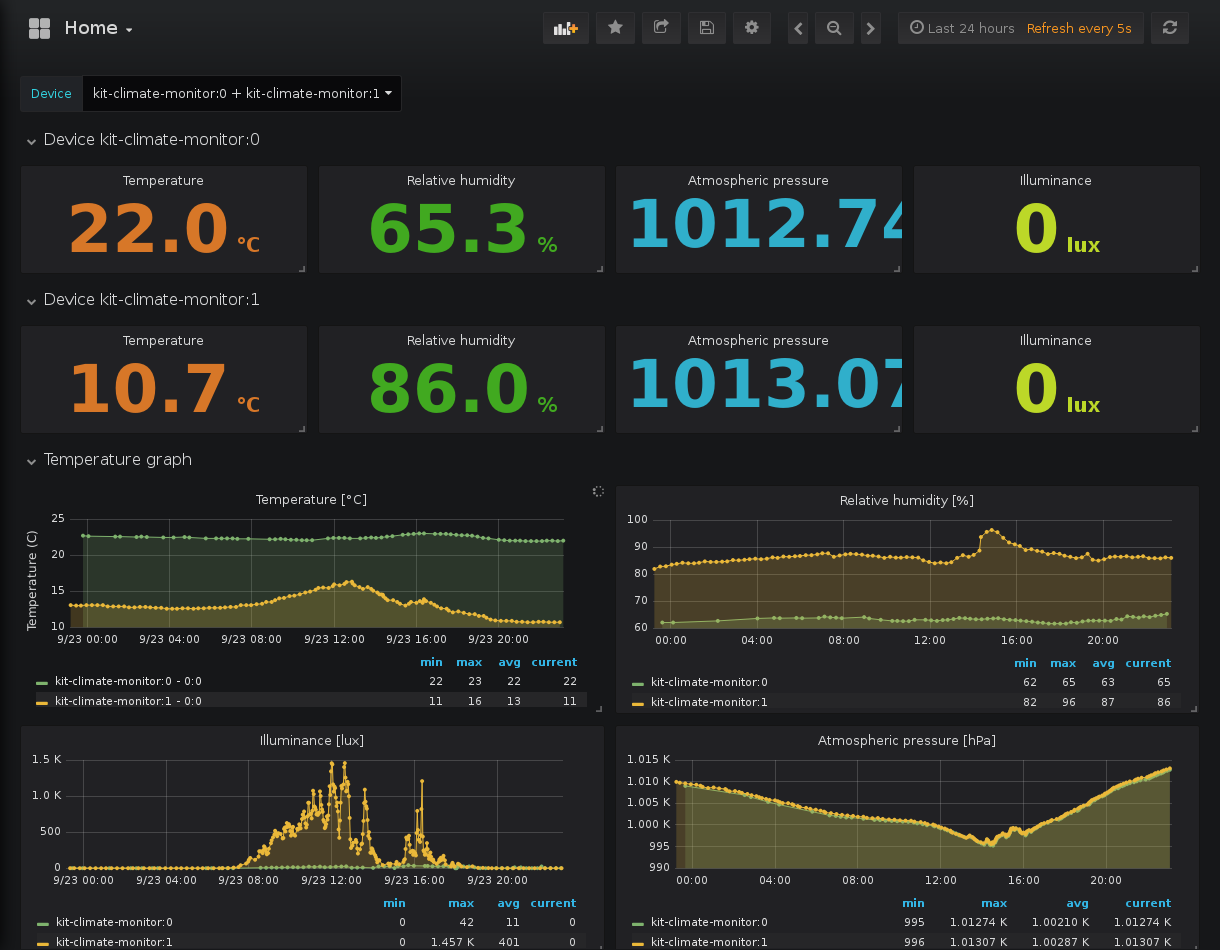 Home
Last 24 hours Refresh every 5s
Device kit-climate-monitor:0 + kit-climate-monitor:1
Device kit-climate-monitor:0
Temperature Relative humidity Atmospheric pressure Illuminance
22.0 °C 65.3 % 1012.74 0 lux
Device kit-climate-monitor:1
Temperature Relative humidity Atmospheric pressure Illuminance
10.7 °C 86.0 % 1013.07 0 lux
Temperature graph
Temperature [°C]
Temperature (C)
25
20
15
10
9/23 00:00 9/23 04:00 9/23 08:00 9/23 12:00 9/23 16:00 9/23 20:00
min max avg current
kit-climate-monitor:0 - 0:0 22 23 22 22
kit-climate-monitor:1 - 0:0 11 16 13 11
Relative humidity [%]
100
90
80
70
60
00:00 04:00 08:00 12:00 16:00 20:00
min max avg current
kit-climate-monitor:0 62 65 63 65
kit-climate-monitor:1 82 96 87 86
Illuminance [lux]
1.5 K
1.0 K
500
0
9/23 00:00 9/23 04:00 9/23 08:00 9/23 12:00 9/23 16:00 9/23 20:00
min max avg current
kit-climate-monitor:0 0 42 11 0
kit-climate-monitor:1 0 1.457 K 401 0
Atmospheric pressure [hPa]
1.015 K
1.010 K
1.005 K
1.000 K
995
990
00:00 04:00 08:00 12:00 16:00 20:00
min max avg current
kit-climate-monitor:0 995 1.01274 K 1.00210 K 1.01274 K
kit-climate-monitor:1 996 1.01307 K 1.00287 K 1.01307 K